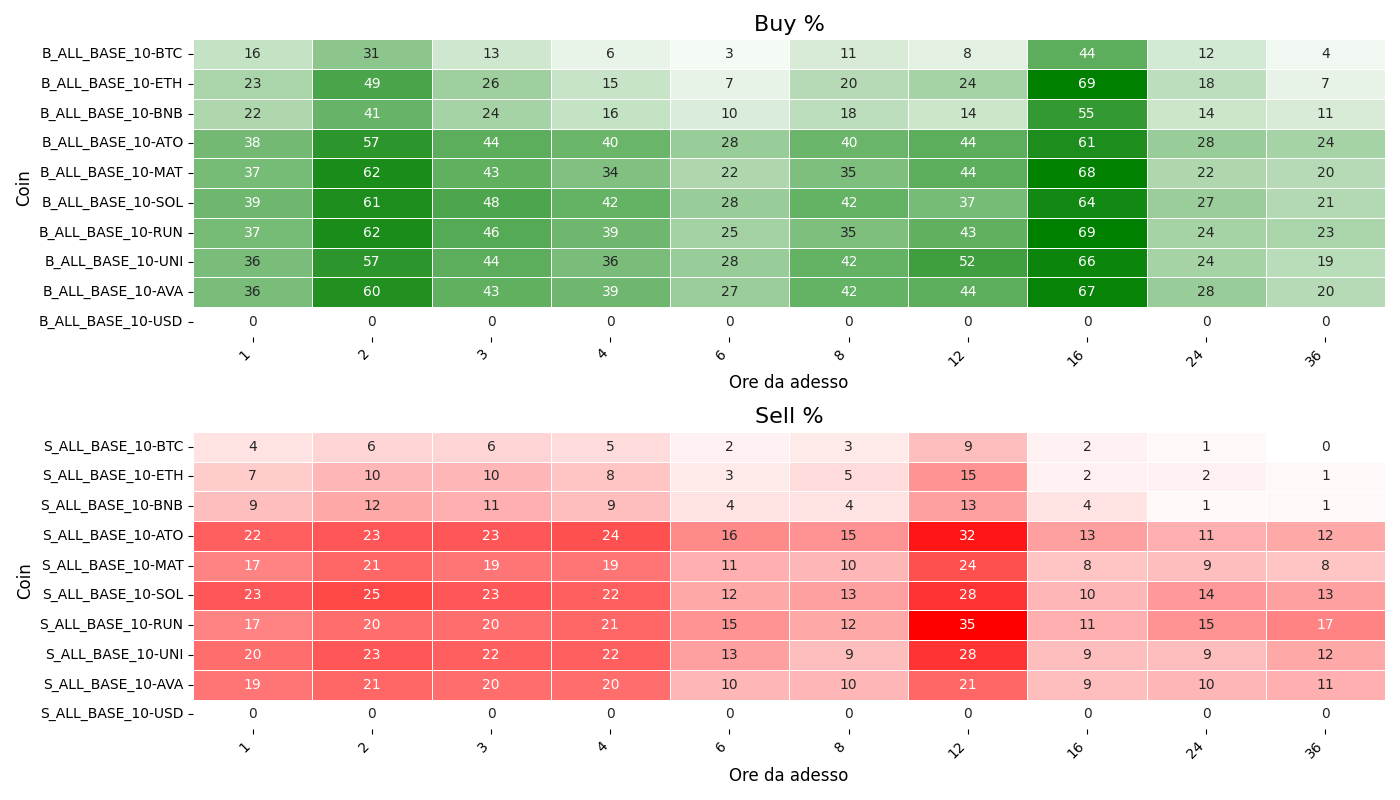 Buy %
Coin
B_ALL_BASE_10-BTC 16 31 13 6 3 11 8 44 12 4
B_ALL_BASE_10-ETH 23 49 26 15 7 20 24 69 18 7
B_ALL_BASE_10-BNB 22 41 24 16 10 18 14 55 14 11
B_ALL_BASE_10-ATO 38 57 44 40 28 40 44 61 28 24
B_ALL_BASE_10-MAT 37 62 43 34 22 35 44 68 22 20
B_ALL_BASE_10-SOL 39 61 48 42 28 42 37 64 27 21
B_ALL_BASE_10-RUN 37 62 46 39 25 35 43 69 24 23
B_ALL_BASE_10-UNI 36 57 44 36 28 42 52 66 24 19
B_ALL_BASE_10-AVA 36 60 43 39 27 42 44 67 28 20
B_ALL_BASE_10-USD 0 0 0 0 0 0 0 0 0 0
1 2 3 4 6 8 12 16 24 36
Ore da adesso
Sell %
Coin
S_ALL_BASE_10-BTC 4 6 6 5 2 3 9 2 1 0
S_ALL_BASE_10-ETH 7 10 10 8 3 5 15 2 2 1
S_ALL_BASE_10-BNB 9 12 11 9 4 4 13 4 1 1
S_ALL_BASE_10-ATO 22 23 23 24 16 15 32 13 11 12
S_ALL_BASE_10-MAT 17 21 19 19 11 10 24 8 9 8
S_ALL_BASE_10-SOL 23 25 23 22 12 13 28 10 14 13
S_ALL_BASE_10-RUN 17 20 20 21 15 12 35 11 15 17
S_ALL_BASE_10-UNI 20 23 22 22 13 9 28 9 9 12
S_ALL_BASE_10-AVA 19 21 20 20 10 10 21 9 10 11
S_ALL_BASE_10-USD 0 0 0 0 0 0 0 0 0 0
1 2 3 4 6 8 12 16 24 36
Ore da adesso